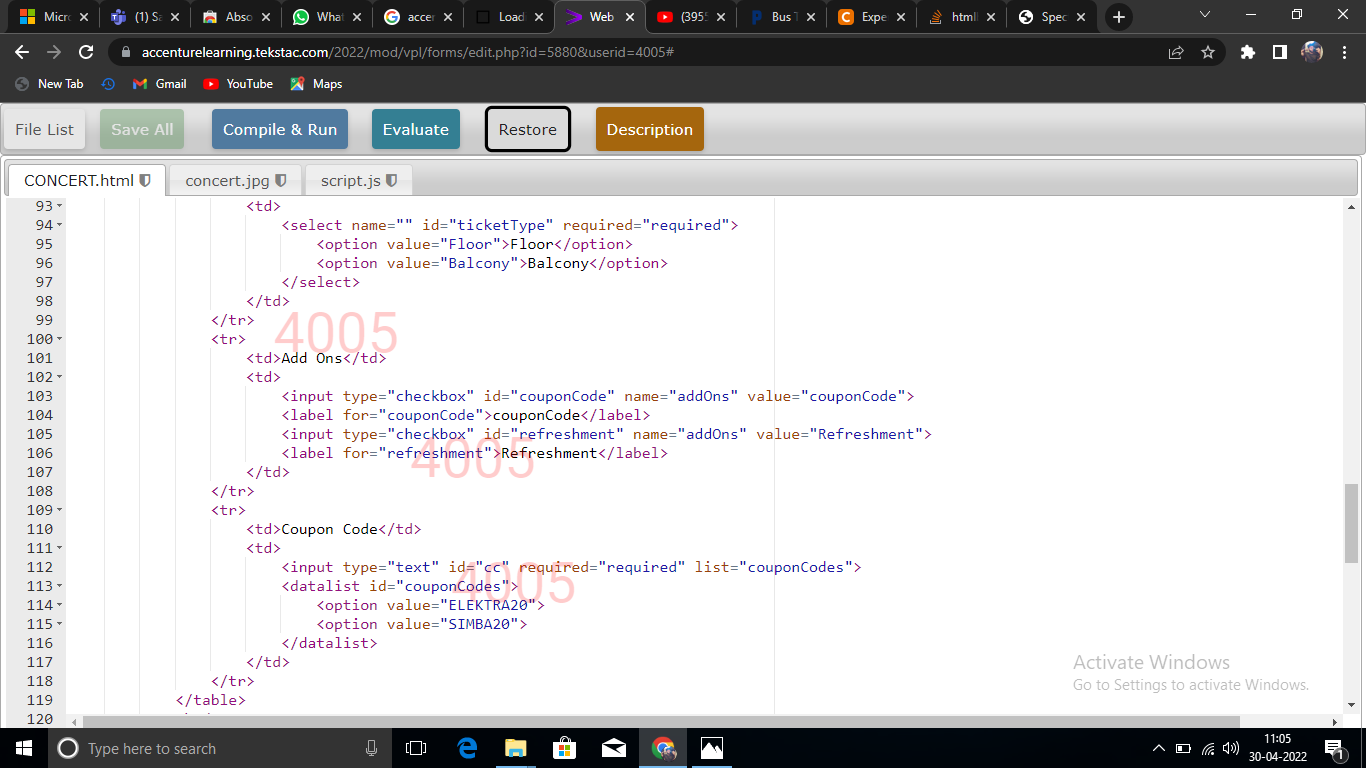 Micro
(1) Sa
Abso
What
accen
Loadi
Web
(3955
Bus T
Expe
htmll
Spec
accenturelearning.tekstac.com/2022/mod/vpl/forms/edit.php?id=5880&userid=4005#
New Tab
Gmail
YouTube
Maps
File List
Save All
Compile & Run
Evaluate
Restore
Description
CONCERT.html
concert.jpg
script.js
93 <td>
94 <select name="" id="ticketType" required="required">
95 <option value="Floor">Floor</option>
96 <option value="Balcony">Balcony</option>
97 </select>
98 </td>
99 </tr>
4005
100 <tr>
101 <td>Add Ons</td>
102 <td>
103 <input type="checkbox" id="couponCode" name="addOns" value="couponCode">
104 <label for="couponCode">couponCode</label>
105 <input type="checkbox" id="refreshment" name="addOns" value="Refreshment">
106 <label for="refreshment">Refreshment</label>
4005
107 </td>
108 </tr>
109 <tr>
110 <td>Coupon Code</td>
111 <td>
112 <input type="text" id="cc" required="required" list="couponCodes">
113 <datalist id="couponCodes">
4005
114 <option value="ELEKTRA20">
115 <option value="SIMBA20">
116 </datalist>
117 </td>
118 </tr>
119 </table>
120
Activate Windows
Go to Settings to activate Windows.
Type here to search
11:05
30-04-2022
1